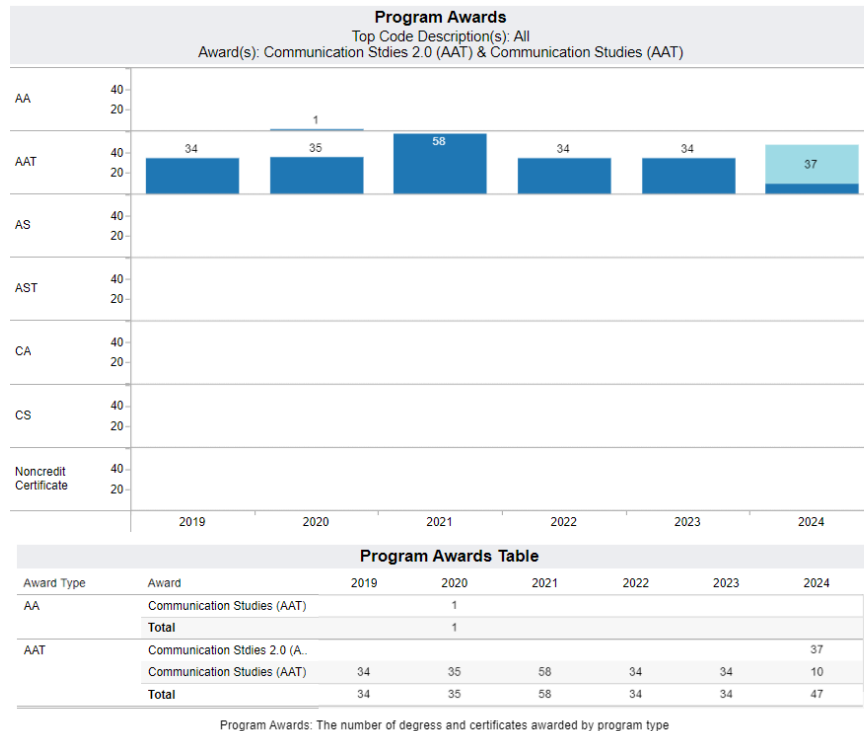 Program Awards
Top Code Description(s): All
Award(s): Communication Stdies 2.0 (AAT) & Communication Studies (AAT)
AA 40 20 1
AAT 40 20 34 35 58 34 34 37
AS 40 20
AST 40 20
CA 40 20
CS 40 20
Noncredit Certificate 40 20
2019 2020 2021 2022 2023 2024
Program Awards Table
Award Type Award 2019 2020 2021 2022 2023 2024
AA Communication Studies (AAT) 1
Total 1
AAT Communication Stdies 2.0 (A.. 37
Communication Studies (AAT) 34 35 58 34 34 10
Total 34 35 58 34 34 47
Program Awards: The number of degress and certificates awarded by program type